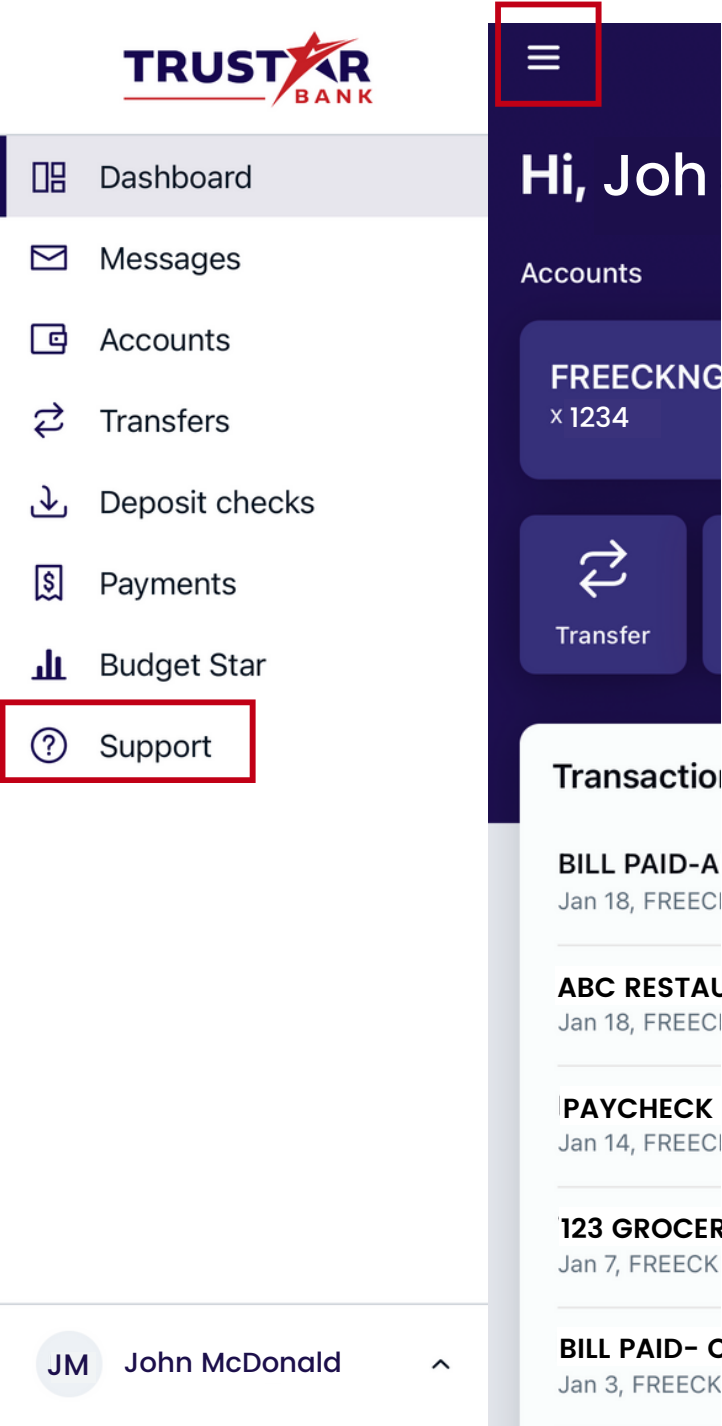 TRUSTAR
BANK
Dashboard
Messages
Accounts
Transfers
Deposit checks
Payments
Budget Star
Support
JM John McDonald
Hi, Joh
Accounts
FREECKNG
x 1234
Transfer
Transaction
BILL PAID-A
Jan 18, FREEC
ABC RESTAU
Jan 18, FREEC
PAYCHECK
Jan 14, FREEC
123 GROCER
Jan 7, FREECK
BILL PAID- C
Jan 3, FREECK